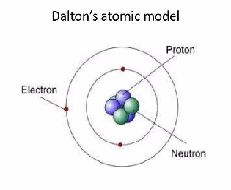 Dalton's atomic model
Proton
Electron
Neutron